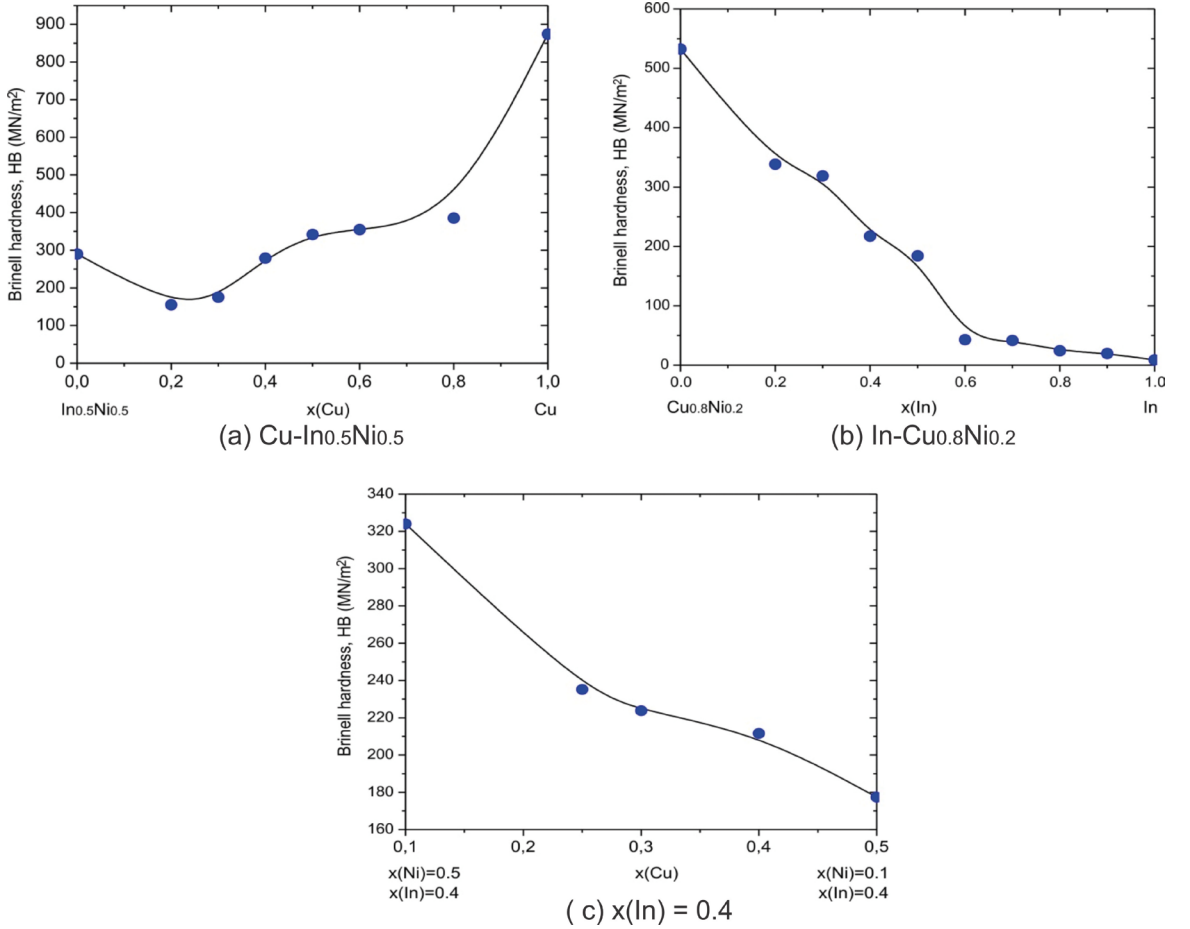 Brinell hardness, HB (MN/m²)
900
800
700
600
500
400
300
200
100
0
0,0 0,2 0,4 0,6 0,8 1,0
In0.5Ni0.5 x(Cu) Cu
(a) Cu-In0.5Ni0.5
Brinell hardness, HB (MN/m²)
600
500
400
300
200
100
0
0.0 0.2 0.4 0.6 0.8 1.0
Cu0.8Ni0.2 x(In) In
(b) In-Cu0.8Ni0.2
Brinell hardness, HB (MN/m²)
340
320
300
280
260
240
220
200
180
160
0,1 0,2 0,3 0,4 0,5
x(Ni)=0.5 x(Cu) x(Ni)=0.1
x(In)=0.4 x(In)=0.4
( c) x(In) = 0.4